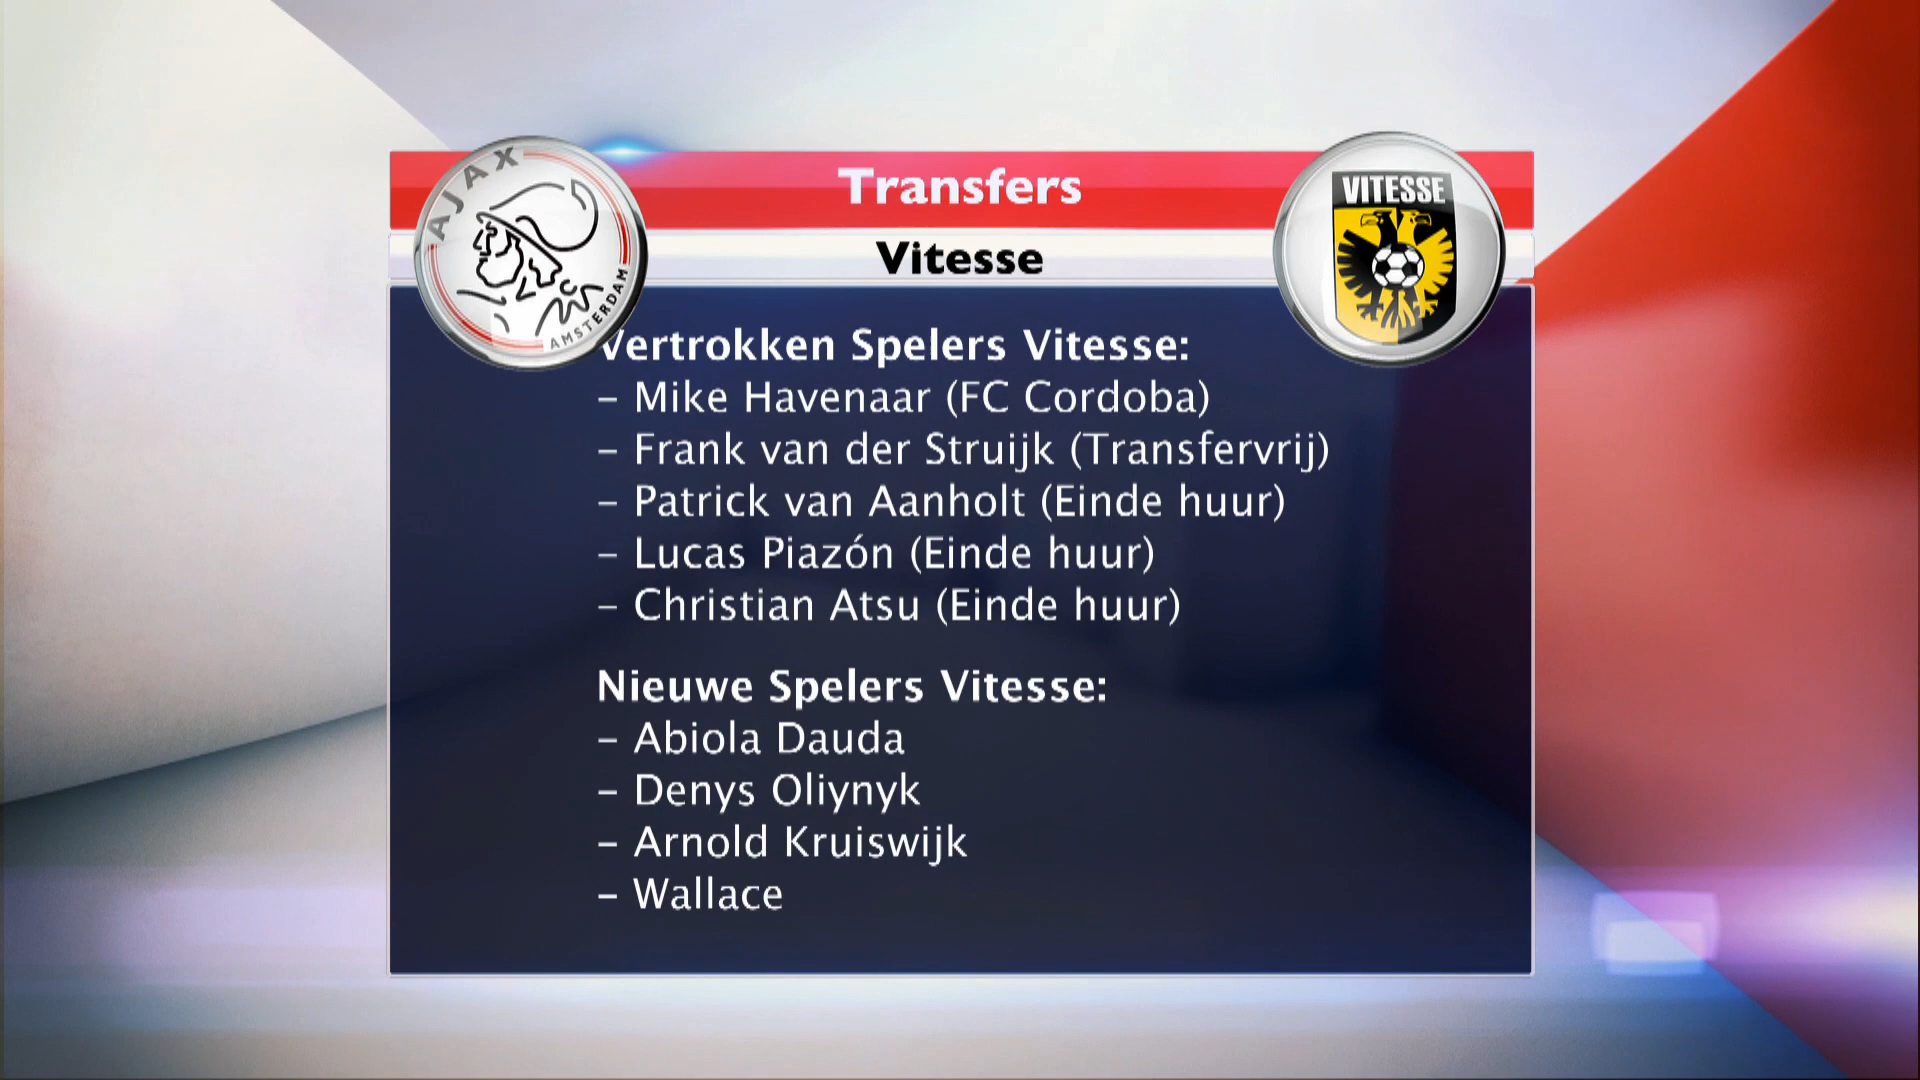 Transfers
Vitesse
AJAX
AMSTERDAM
VITESSE
Vertrokken Spelers Vitesse:
– Mike Havenaar (FC Cordoba)
– Frank van der Struijk (Transfervrij)
– Patrick van Aanholt (Einde huur)
– Lucas Piazón (Einde huur)
– Christian Atsu (Einde huur)
Nieuwe Spelers Vitesse:
– Abiola Dauda
– Denys Oliynyk
– Arnold Kruiswijk
– Wallace